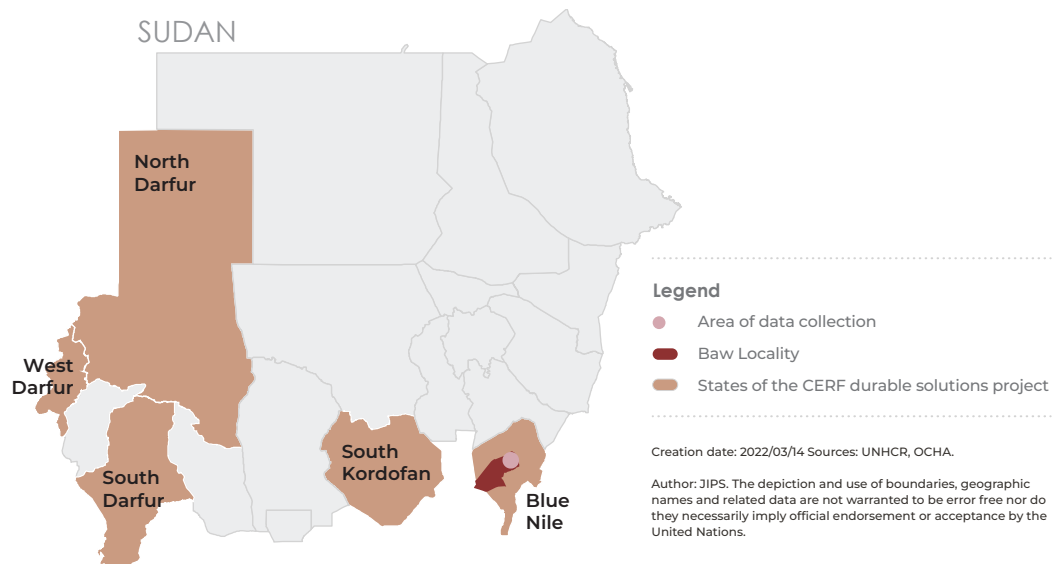 SUDAN
North
Darfur
West
Darfur
South
Darfur
South
Kordofan
Blue
Nile
Legend
Area of data collection
Baw Locality
States of the CERF durable solutions project
Creation date: 2022/03/14 Sources: UNHCR, OCHA.
Author: JIPS. The depiction and use of boundaries, geographic
names and related data are not warranted to be error free nor do
they necessarily imply official endorsement or acceptance by the
United Nations.